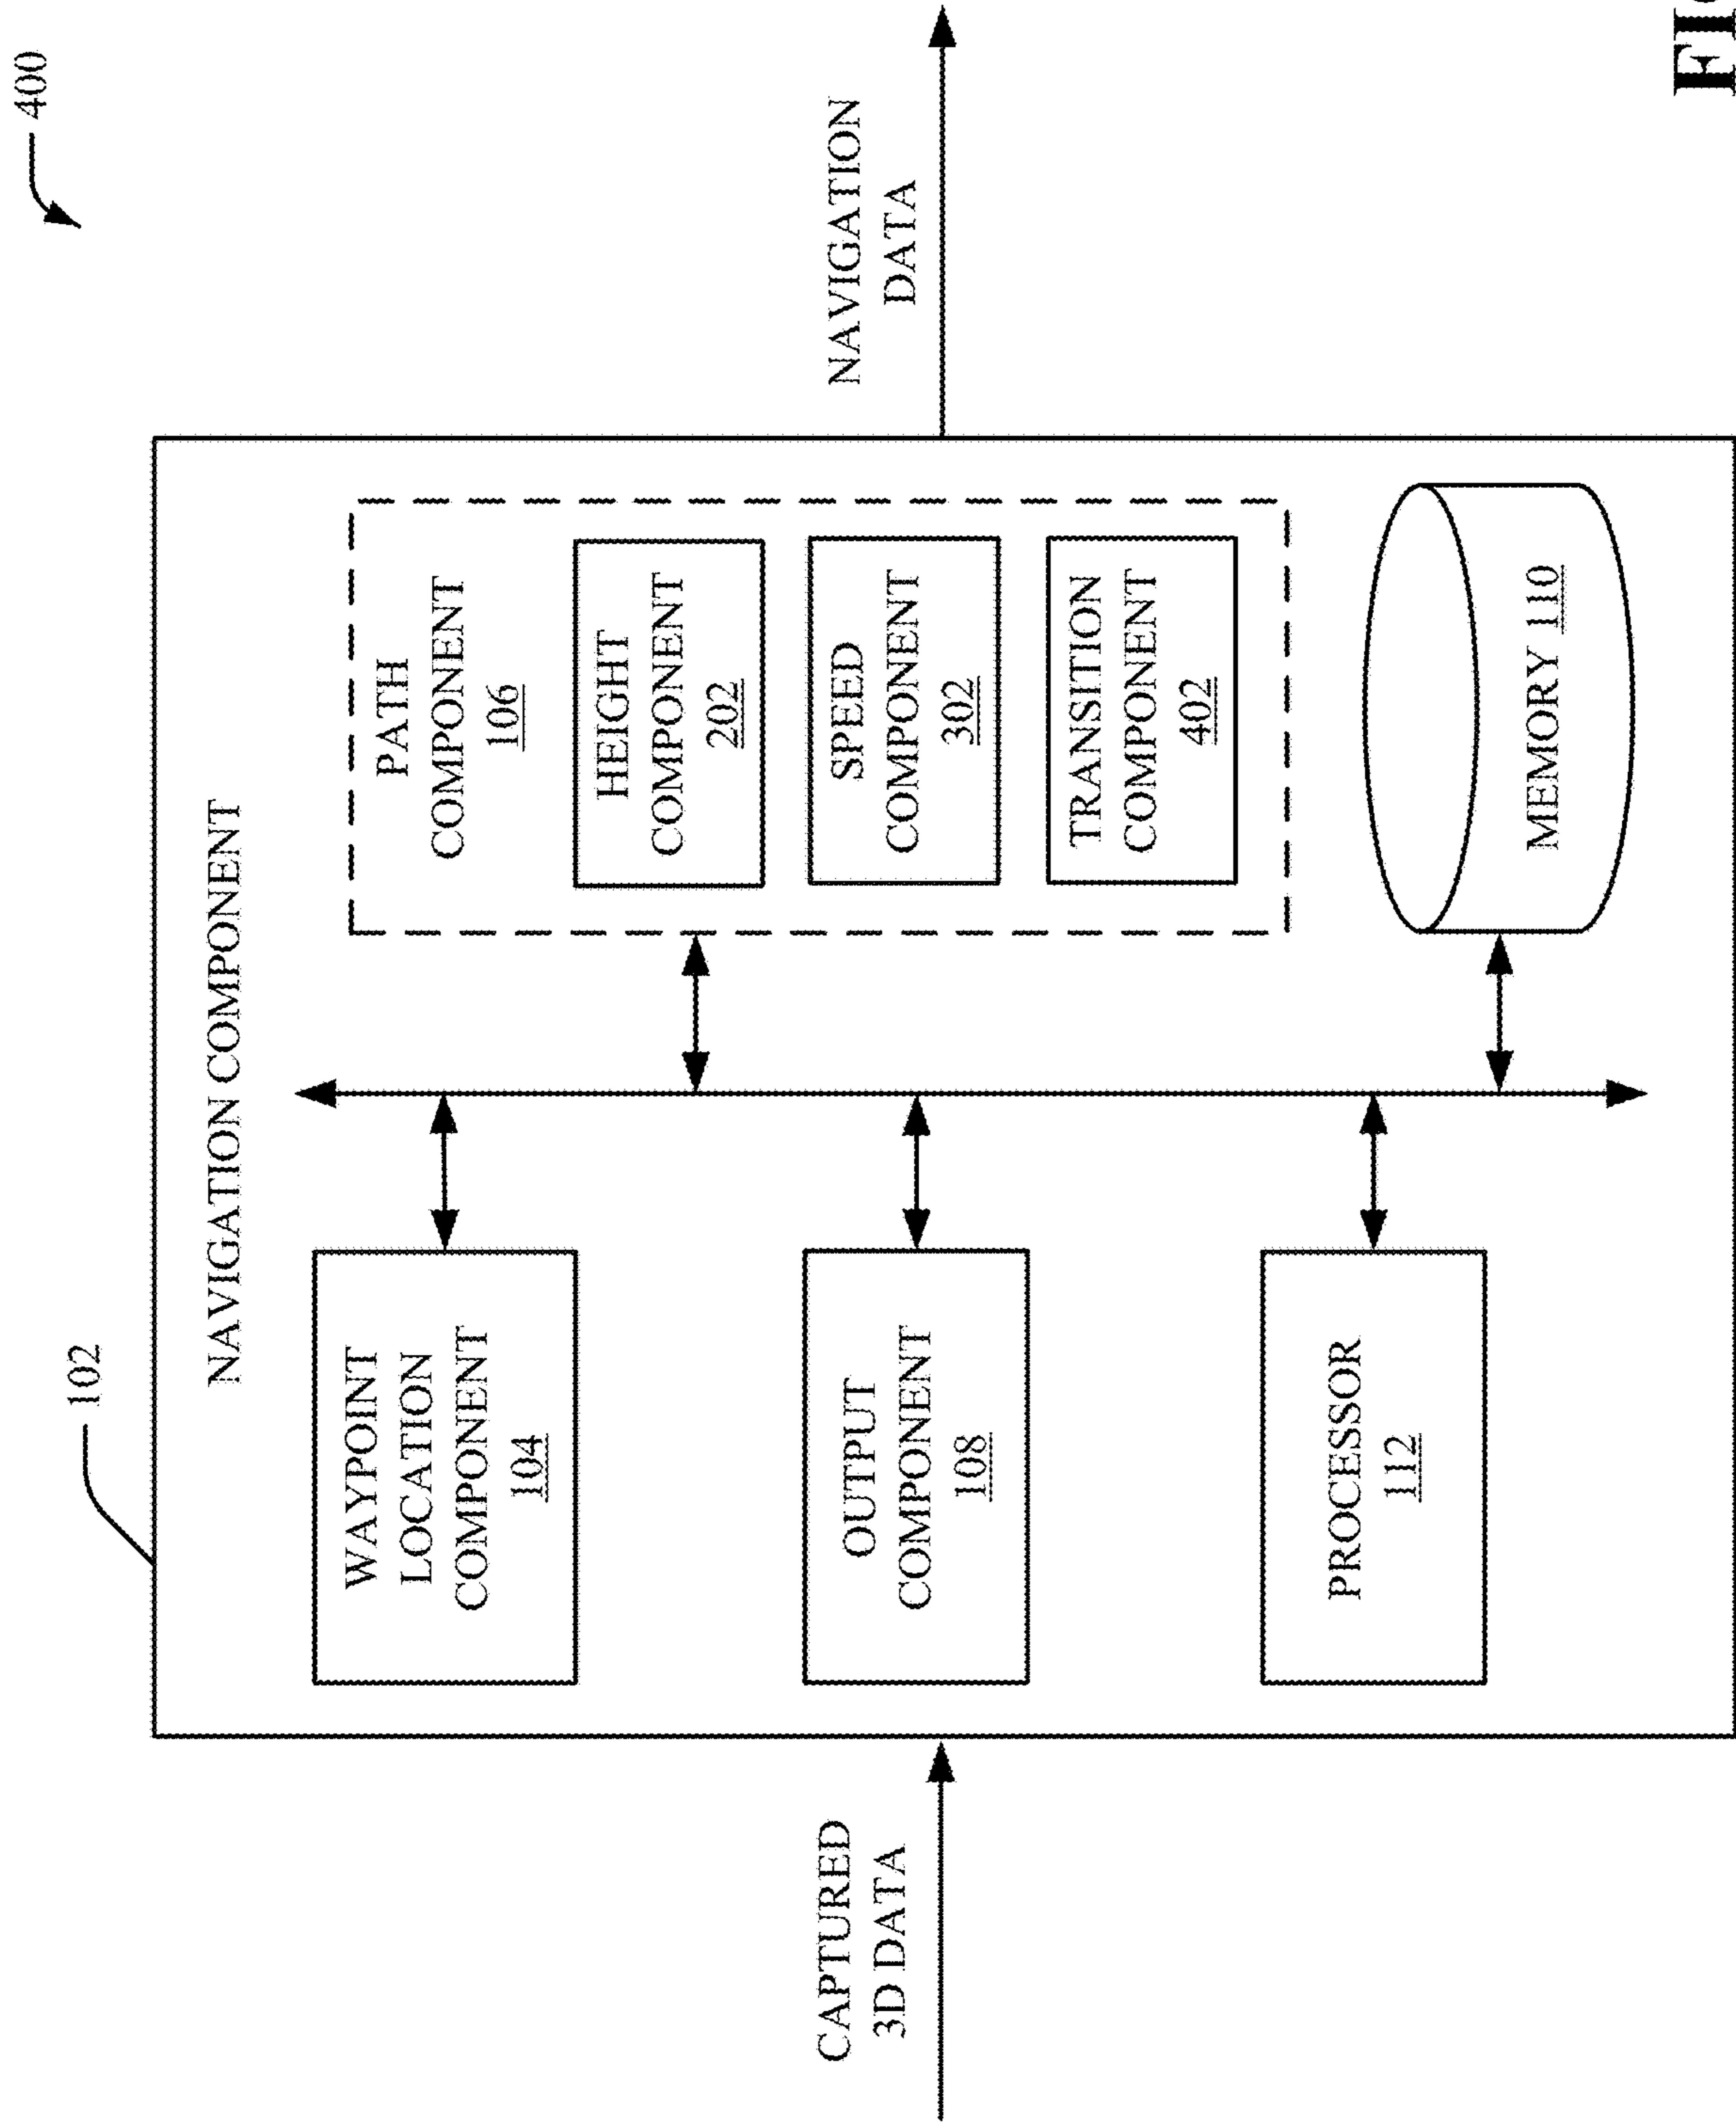 400
102
NAVIGATION COMPONENT
WAYPOINT
LOCATION
COMPONENT
104
PATH
COMPONENT
106
HEIGHT
COMPONENT
202
SPEED
COMPONENT
302
TRANSITION
COMPONENT
402
OUTPUT
COMPONENT
108
PROCESSOR
112
MEMORY 110
CAPTURED
3D DATA
NAVIGATION
DATA